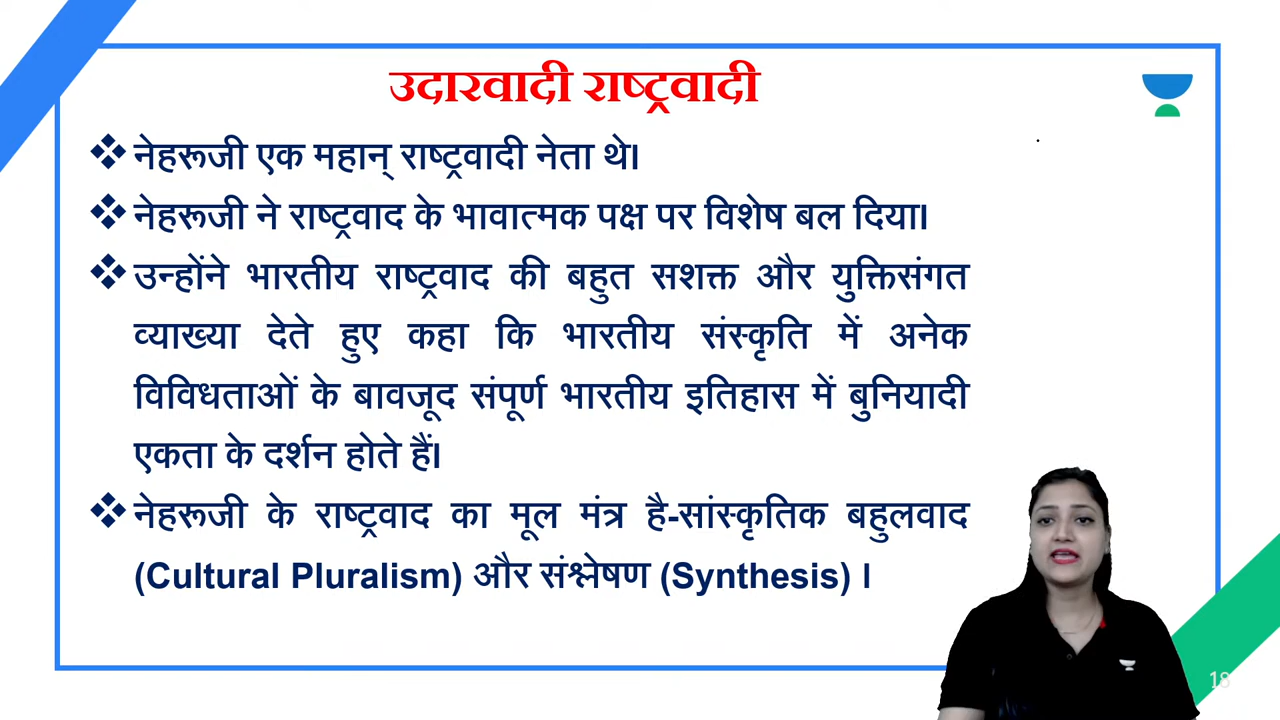 उदारवादी राष्ट्रवादी
❖ नेहरूजी एक महान् राष्ट्रवादी नेता थे।
❖ नेहरूजी ने राष्ट्रवाद के भावात्मक पक्ष पर विशेष बल दिया।
❖ उन्होंने भारतीय राष्ट्रवाद की बहुत सशक्त और युक्तिसंगत
व्याख्या देते हुए कहा कि भारतीय संस्कृति में अनेक
विविधताओं के बावजूद संपूर्ण भारतीय इतिहास में बुनियादी
एकता के दर्शन होते हैं।
❖ नेहरूजी के राष्ट्रवाद का मूल मंत्र है-सांस्कृतिक बहुलवाद
(Cultural Pluralism) और संश्लेषण (Synthesis) ।
18